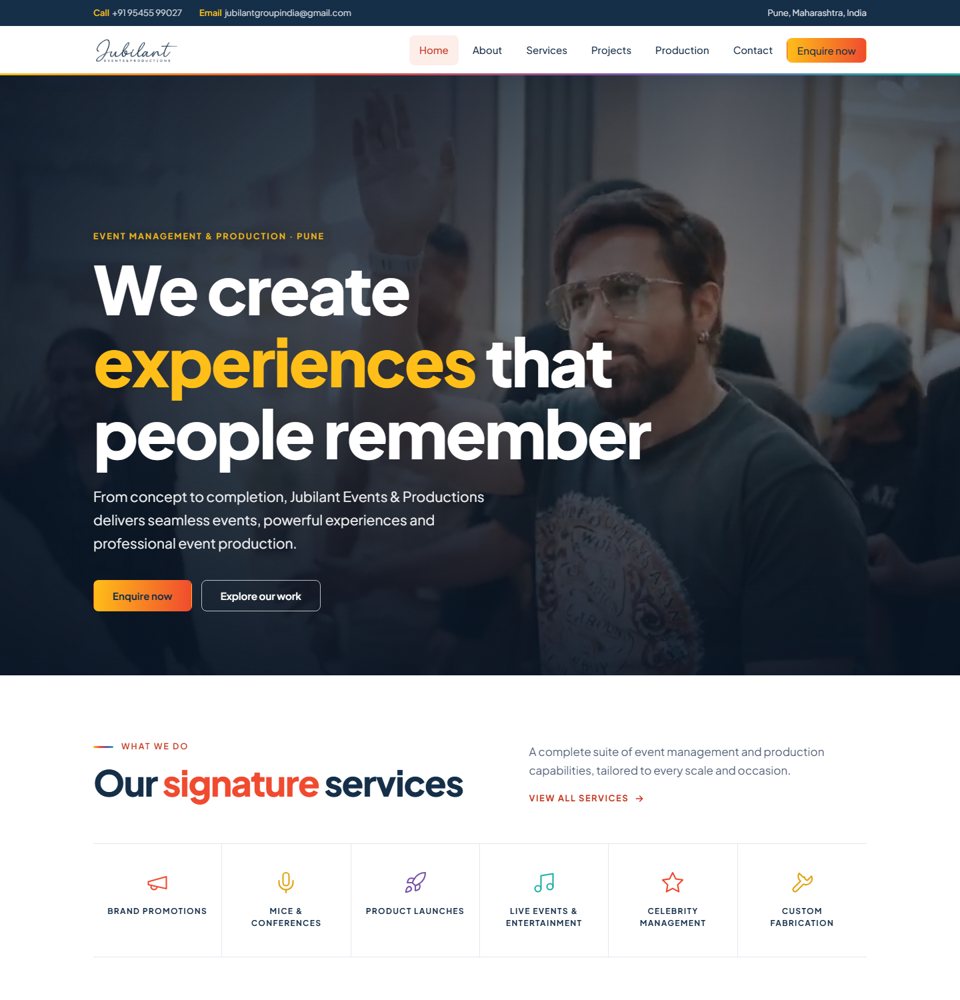 Call +91 95455 99027 Email jubilantgroupindia@gmail.com Pune, Maharashtra, India
Jubilant
EVENTS & PRODUCTIONS
Home About Services Projects Production Contact Enquire now
EVENT MANAGEMENT & PRODUCTION · PUNE
We create
experiences that
people remember
From concept to completion, Jubilant Events & Productions
delivers seamless events, powerful experiences and
professional event production.
Enquire now Explore our work
WHAT WE DO
Our signature services
A complete suite of event management and production
capabilities, tailored to every scale and occasion.
VIEW ALL SERVICES →
BRAND PROMOTIONS
MICE &
CONFERENCES
PRODUCT LAUNCHES
LIVE EVENTS &
ENTERTAINMENT
CELEBRITY
MANAGEMENT
CUSTOM
FABRICATION